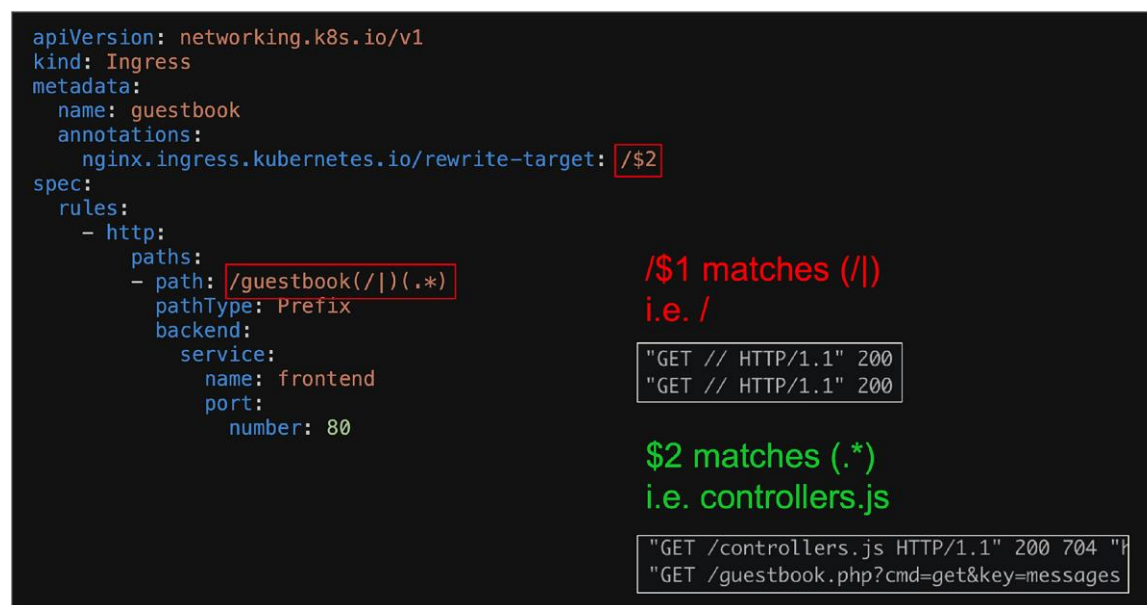 apiVersion: networking.k8s.io/v1
kind: Ingress
metadata:
  name: guestbook
  annotations:
    nginx.ingress.kubernetes.io/rewrite-target: /$2
spec:
  rules:
    - http:
        paths:
        - path: /guestbook(/|)(.*)
          pathType: Prefix
          backend:
            service:
              name: frontend
              port:
                number: 80
/$1 matches (/|)
i.e. /
"GET // HTTP/1.1" 200
"GET // HTTP/1.1" 200
$2 matches (.*)
i.e. controllers.js
"GET /controllers.js HTTP/1.1" 200 704 "h
"GET /guestbook.php?cmd=get&key=messages